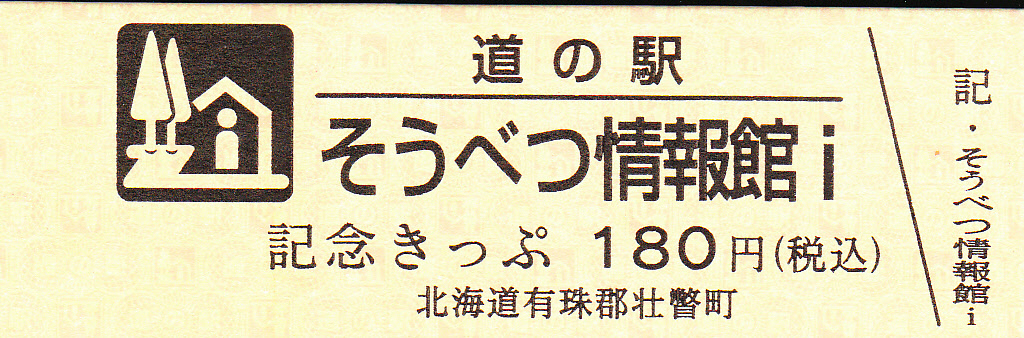 道の駅
そうべつ情報館i
記念きっぷ 180円(税込)
北海道有珠郡壮瞥町
記・そうべつ情報館i